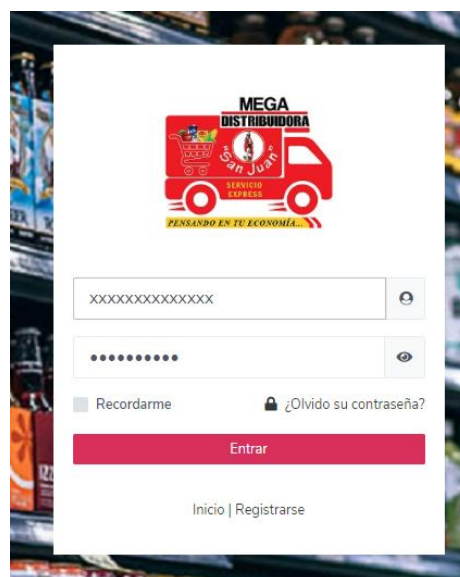 MEGA
DISTRIBUIDORA
"San Juan"
SERVICIO
EXPRESS
PENSANDO EN TU ECONOMÍA...
xxxxxxxxxxxxxx
••••••••••
Recordarme
¿Olvido su contraseña?
Entrar
Inicio | Registrarse